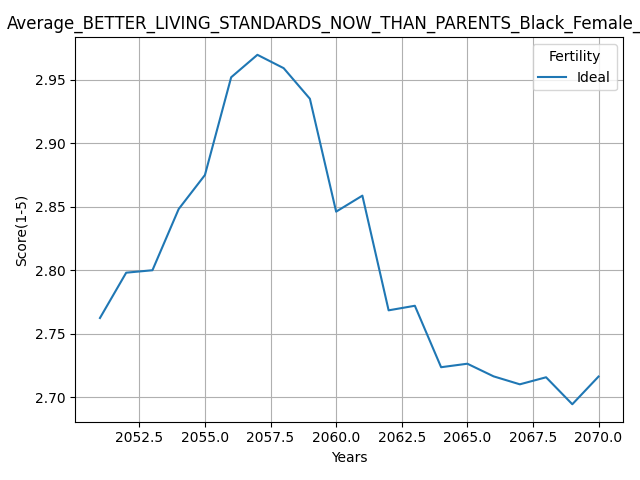 Average_BETTER_LIVING_STANDARDS_NOW_THAN_PARENTS_Black_Female_
Fertility
Ideal
Score(1-5)
2.95
2.90
2.85
2.80
2.75
2.70
2052.5 2055.0 2057.5 2060.0 2062.5 2065.0 2067.5 2070.0
Years